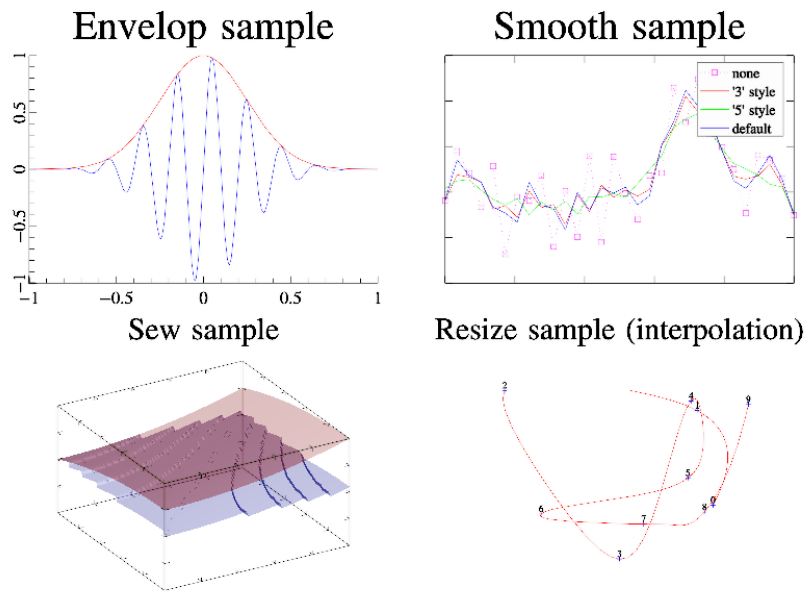 Envelop sample
Smooth sample
1
0.5
0
−0.5
−1
−1
−0.5
0
0.5
1
none
'3' style
'5' style
default
Sew sample
Resize sample (interpolation)
2
4
1
9
5
0
8
6
7
3